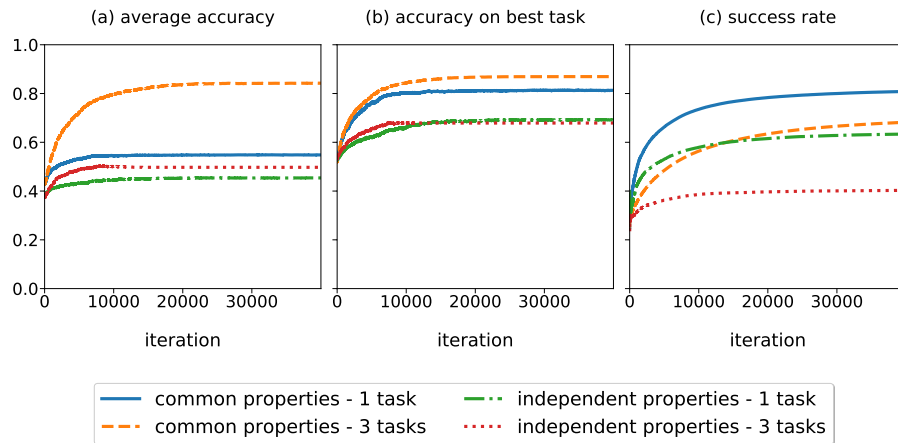 (a) average accuracy
(b) accuracy on best task
(c) success rate
1.0
0.8
0.6
0.4
0.2
0.0
0 10000 20000 30000
0 10000 20000 30000
0 10000 20000 30000
iteration
iteration
iteration
common properties - 1 task
common properties - 3 tasks
independent properties - 1 task
independent properties - 3 tasks